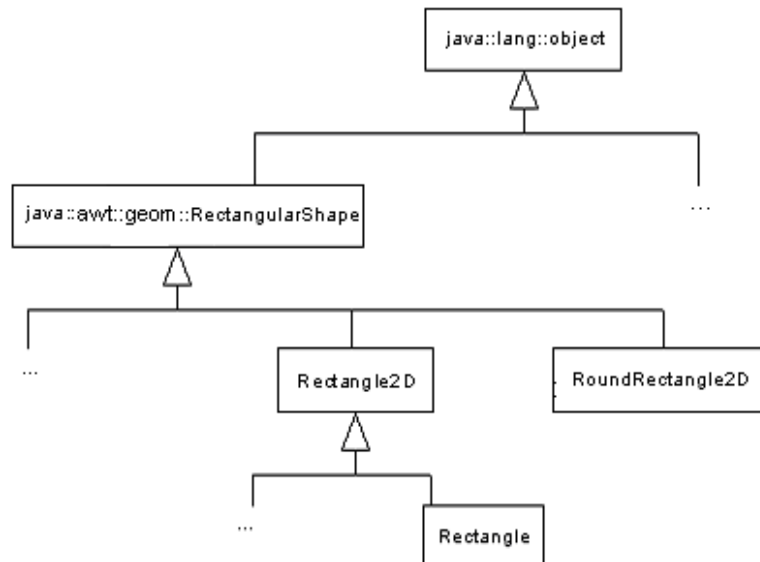 java::lang::object
...
java::awt::geom::RectangularShape
...
Rectangle2D
RoundRectangle2D
...
Rectangle